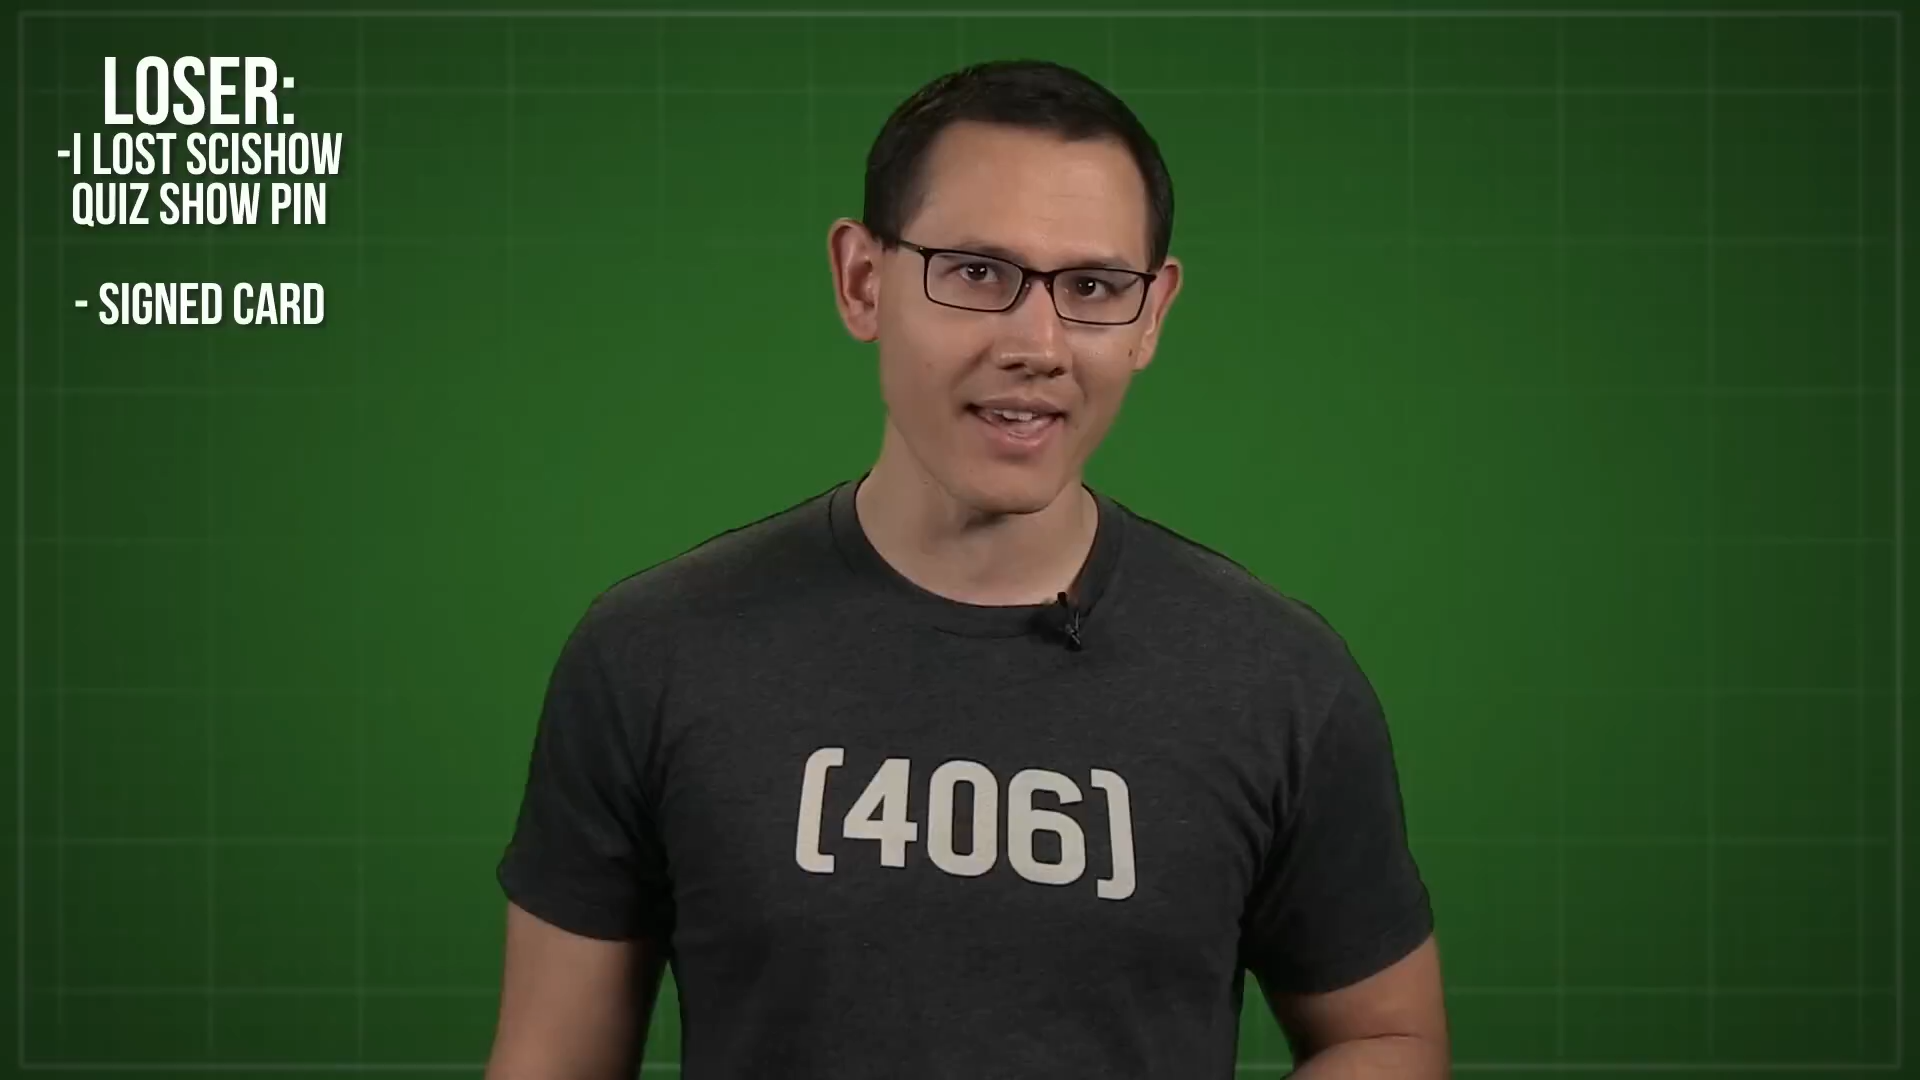 LOSER:
-I LOST SCISHOW
QUIZ SHOW PIN
- SIGNED CARD
(406)